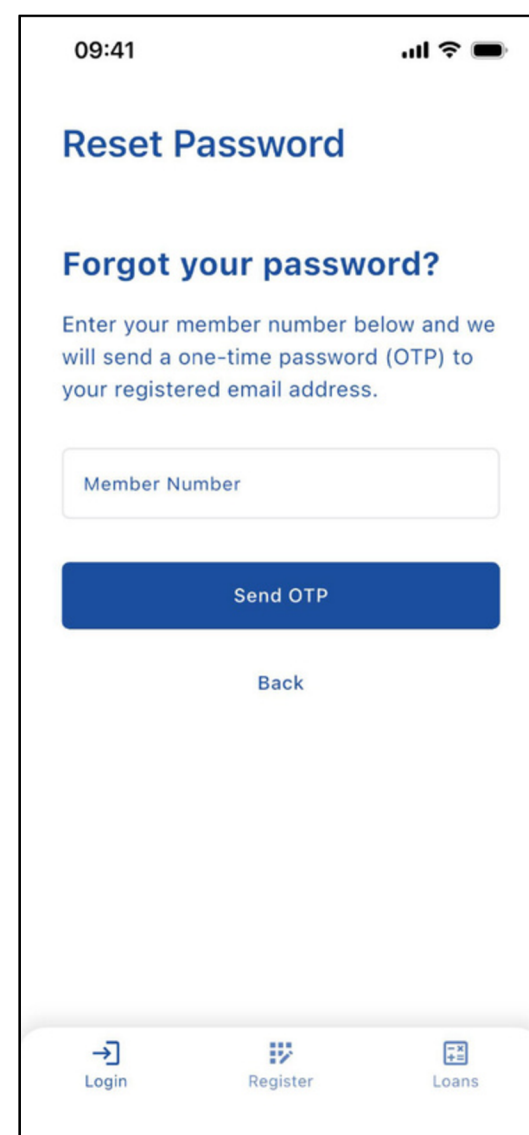 09:41
Reset Password
Forgot your password?
Enter your member number below and we
will send a one-time password (OTP) to
your registered email address.
Member Number
Send OTP
Back
Login
Register
Loans